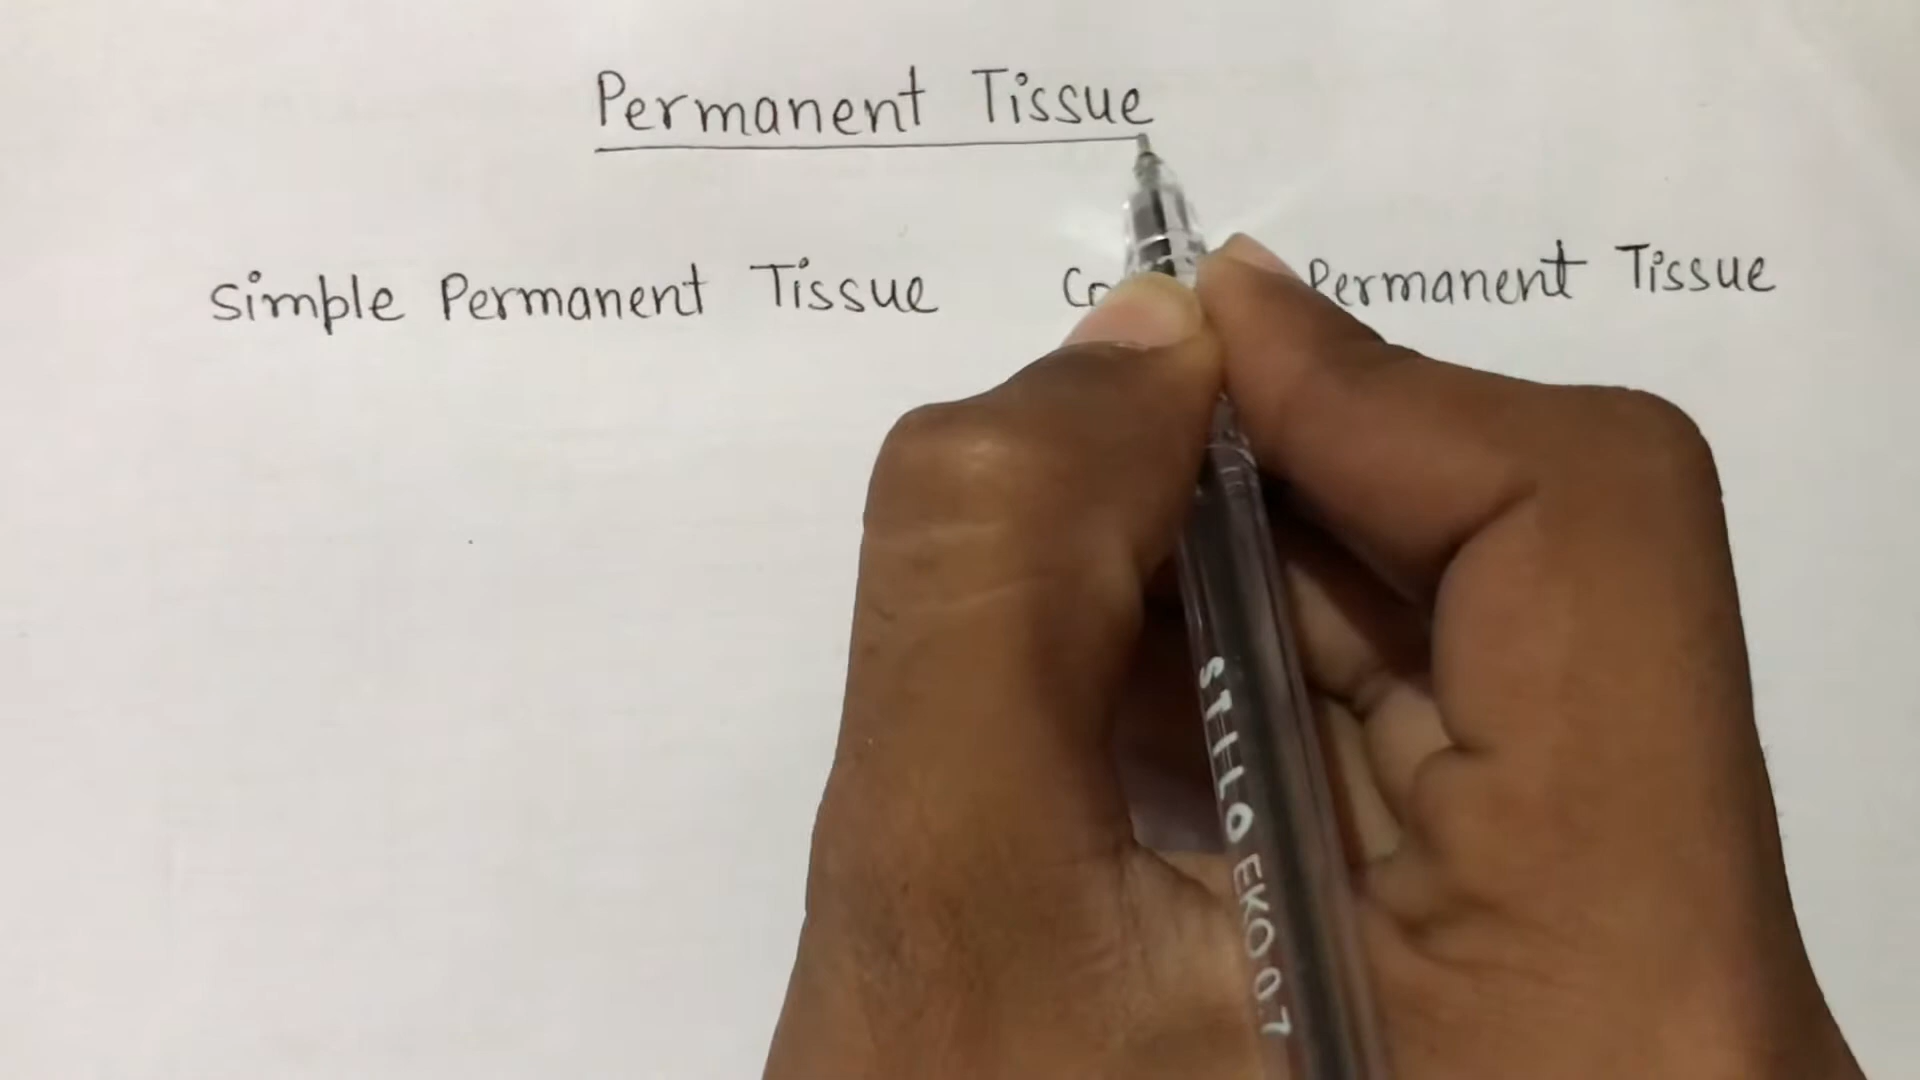 Permanent Tissue
Simple Permanent Tissue
Permanent Tissue
STILO EKO 0.7